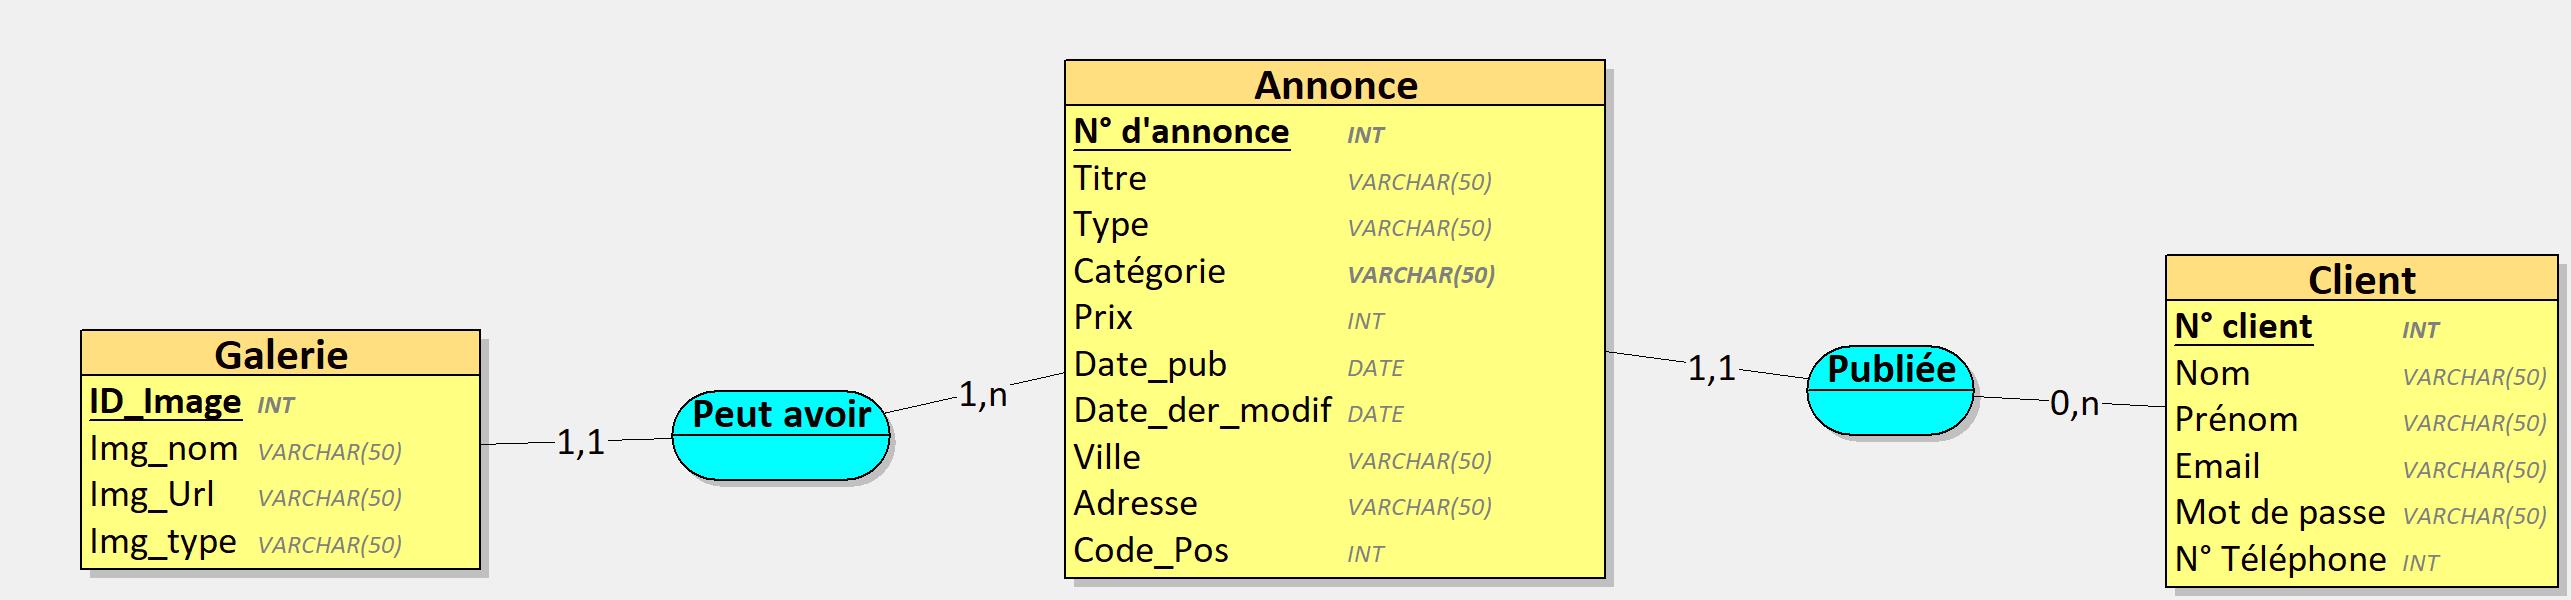 Galerie
ID_Image INT
Img_nom VARCHAR(50)
Img_Url VARCHAR(50)
Img_type VARCHAR(50)
1,1
Peut avoir
1,n
Annonce
N° d'annonce INT
Titre VARCHAR(50)
Type VARCHAR(50)
Catégorie VARCHAR(50)
Prix INT
Date_pub DATE
Date_der_modif DATE
Ville VARCHAR(50)
Adresse VARCHAR(50)
Code_Pos INT
1,1
Publiée
0,n
Client
N° client INT
Nom VARCHAR(50)
Prénom VARCHAR(50)
Email VARCHAR(50)
Mot de passe VARCHAR(50)
N° Téléphone INT